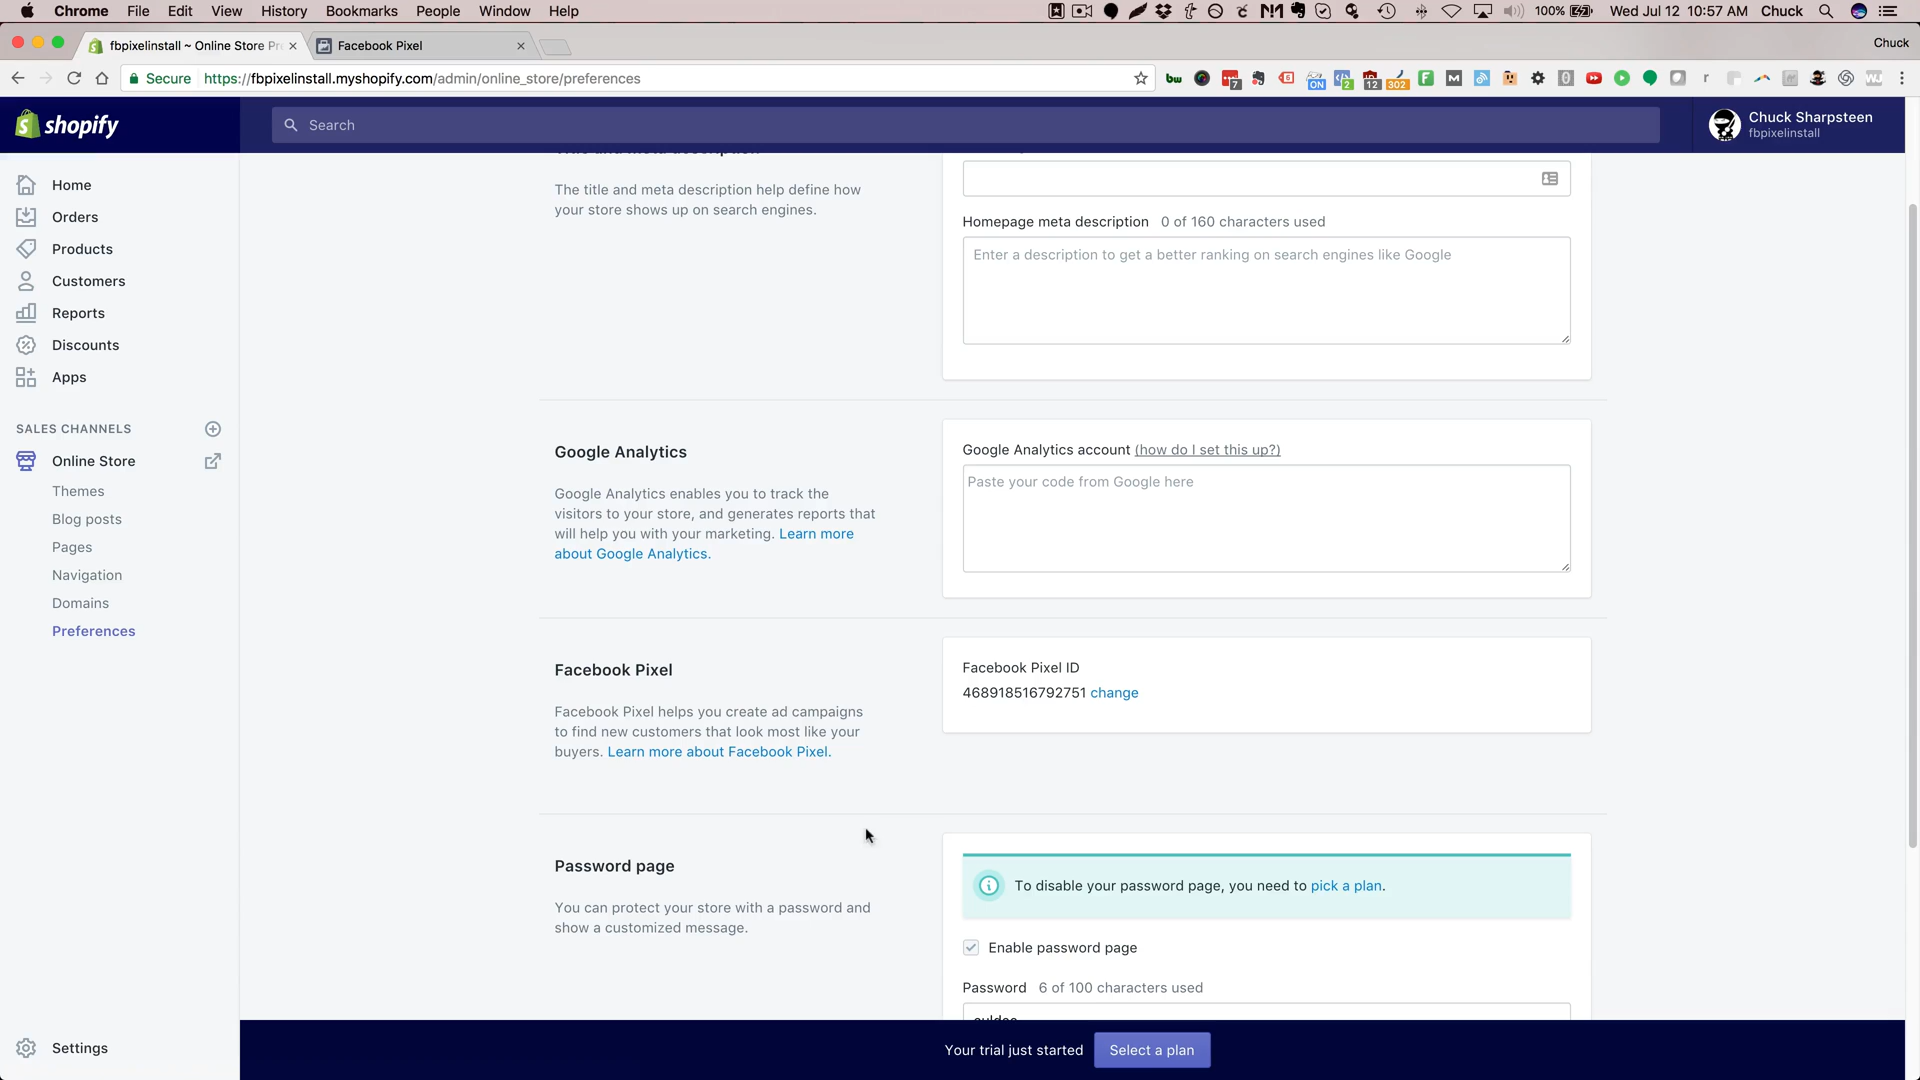 Chrome File Edit View History Bookmarks People Window Help 100% Wed Jul 12 10:57 AM Chuck
fbpixelinstall ~ Online Store Pr
Facebook Pixel
Chuck
Secure https://fbpixelinstall.myshopify.com/admin/online_store/preferences
shopify
Search
Chuck Sharpsteen
fbpixelinstall
Home
Orders
Products
Customers
Reports
Discounts
Apps
SALES CHANNELS
Online Store
Themes
Blog posts
Pages
Navigation
Domains
Preferences
Settings
Title and meta description
The title and meta description help define how
your store shows up on search engines.
Homepage meta description 0 of 160 characters used
Enter a description to get a better ranking on search engines like Google
Google Analytics
Google Analytics enables you to track the
visitors to your store, and generates reports that
will help you with your marketing. Learn more
about Google Analytics.
Google Analytics account (how do I set this up?)
Paste your code from Google here
Facebook Pixel
Facebook Pixel helps you create ad campaigns
to find new customers that look most like your
buyers. Learn more about Facebook Pixel.
Facebook Pixel ID
468918516792751 change
Password page
You can protect your store with a password and
show a customized message.
To disable your password page, you need to pick a plan.
Enable password page
Password 6 of 100 characters used
Your trial just started
Select a plan